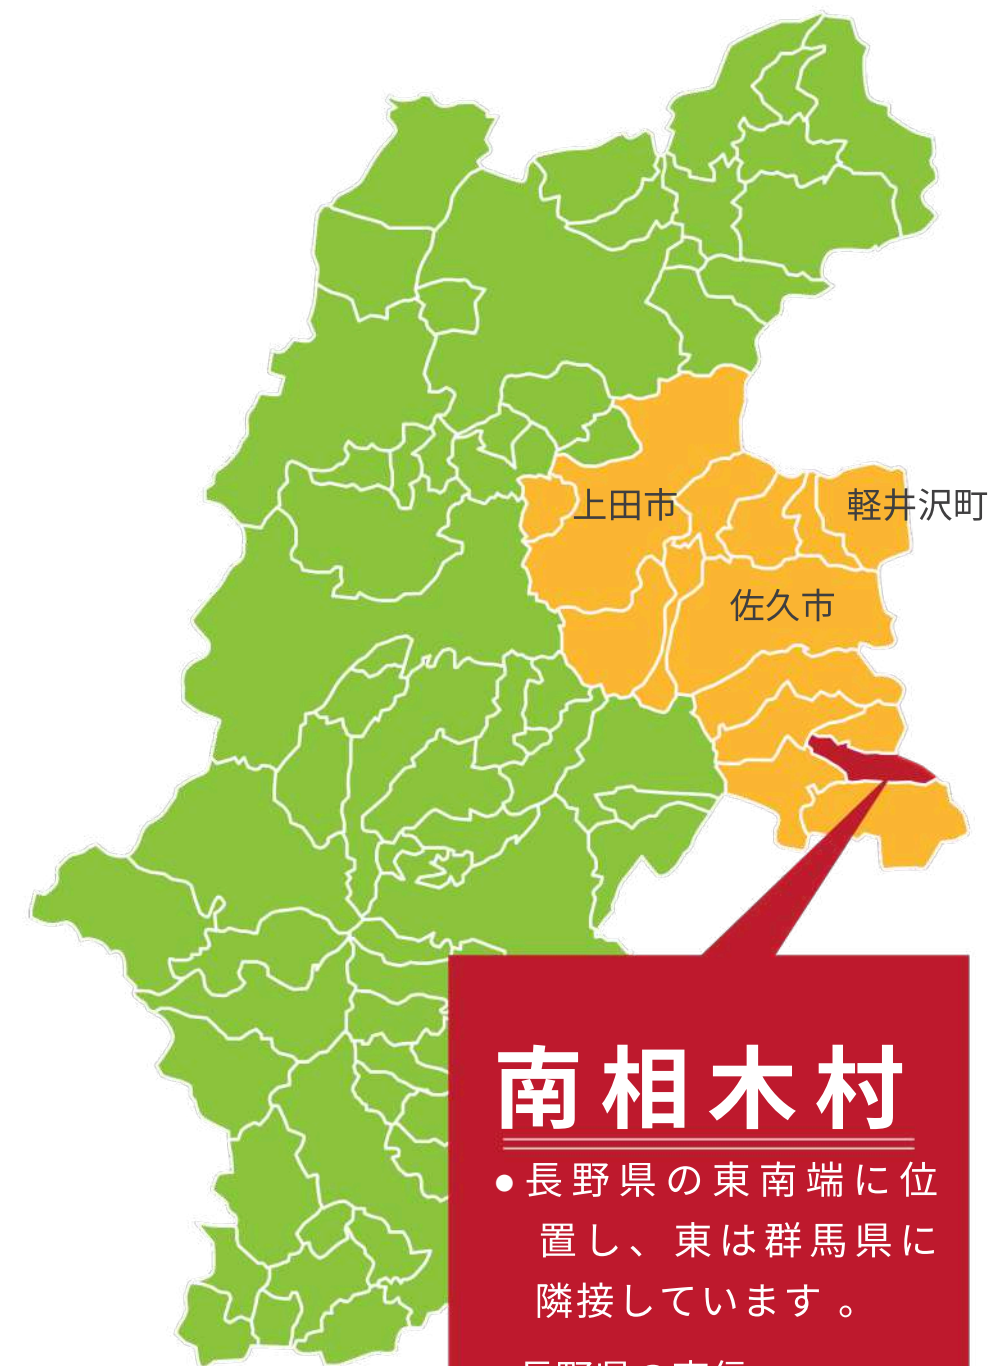 上田市
軽井沢町
佐久市
南相木村
●長野県の東南端に位
置し、東は群馬県に
隣接しています。